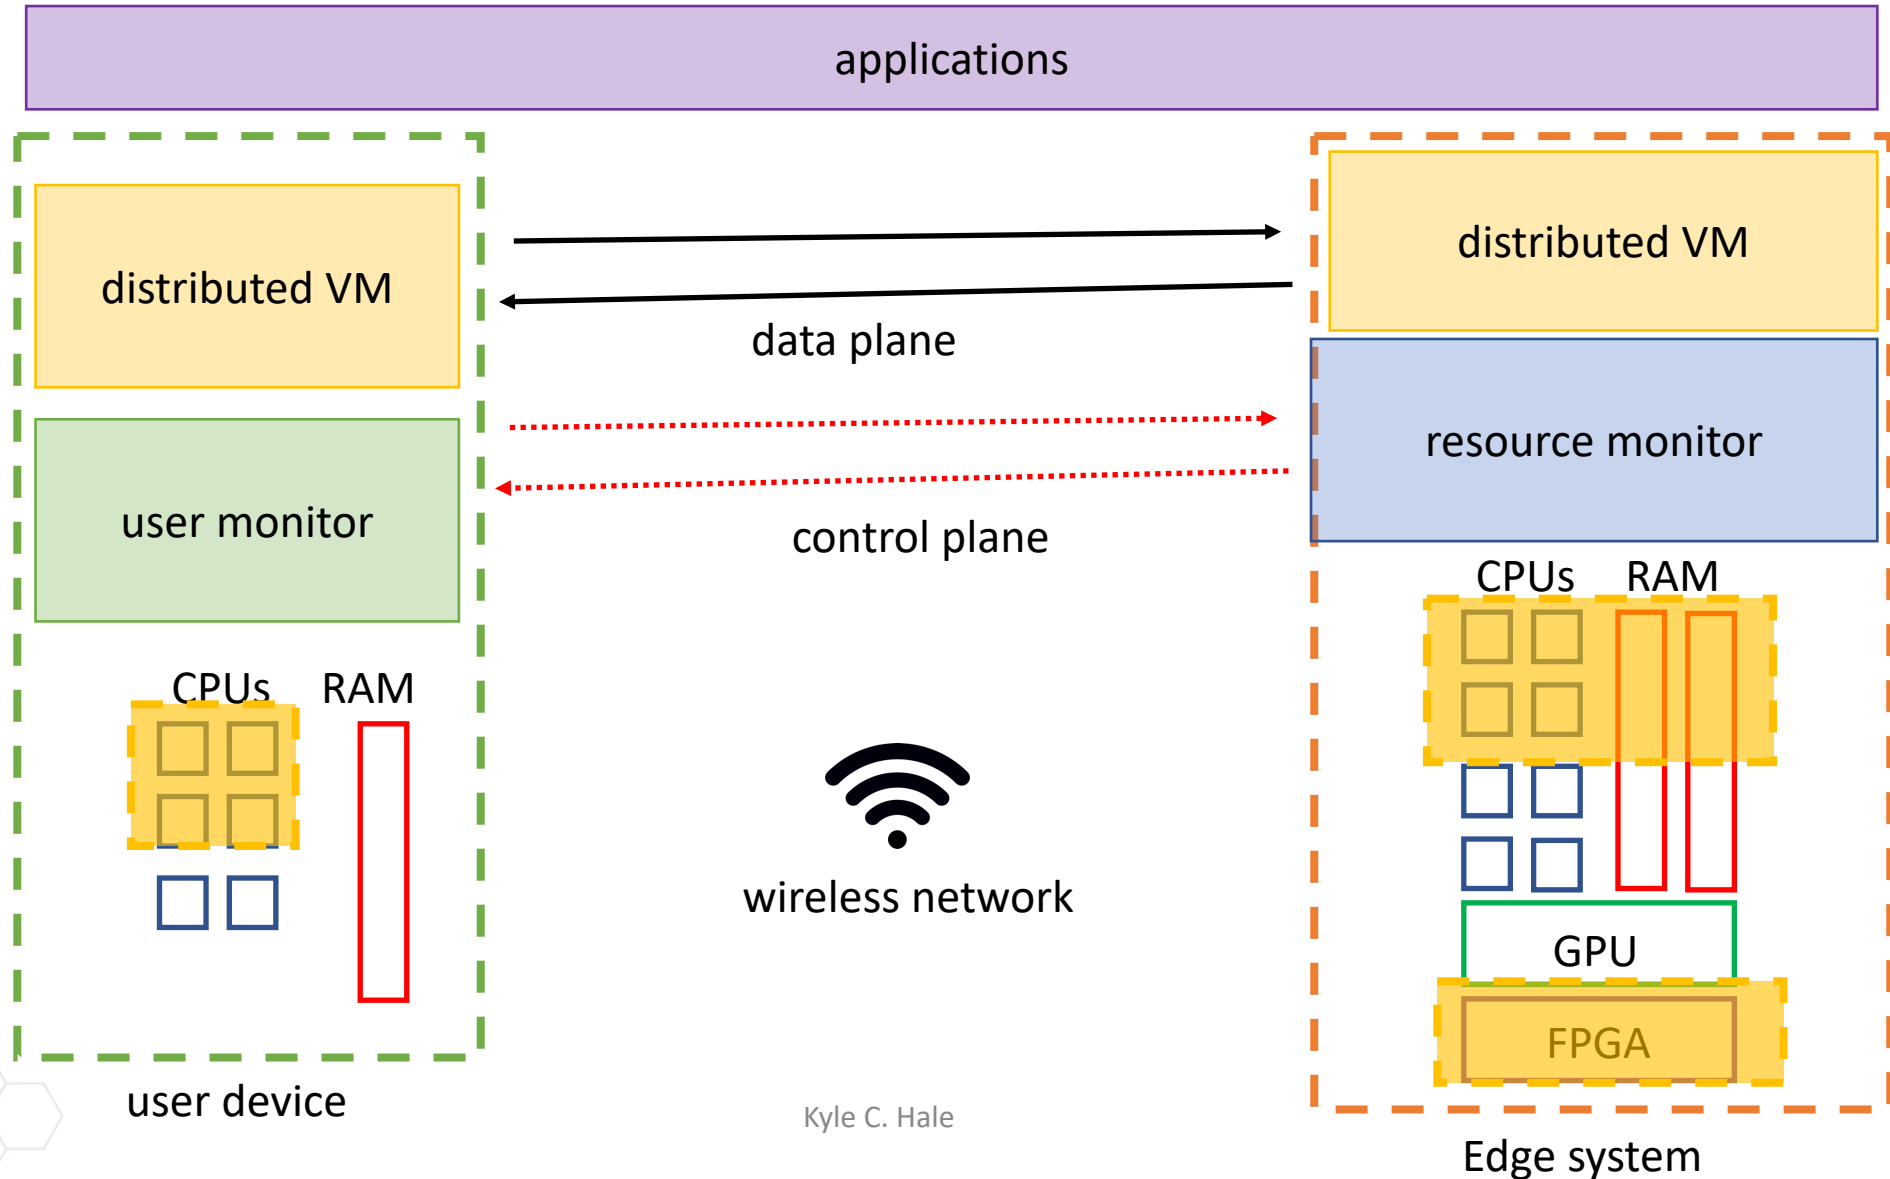 applications
distributed VM
distributed VM
data plane
resource monitor
user monitor
control plane
CPUs RAM
CPUs RAM
wireless network
GPU
FPGA
user device
Kyle C. Hale
Edge system